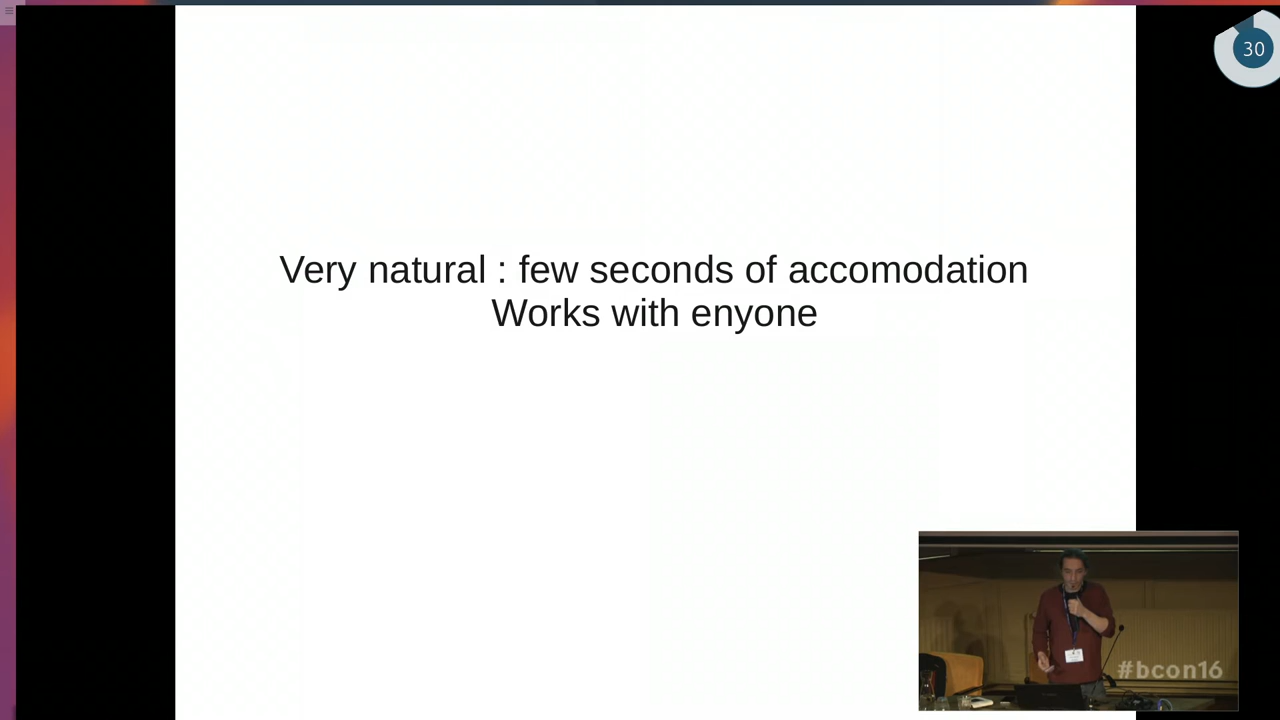 30
Very natural : few seconds of accomodation
Works with enyone
#bcon16